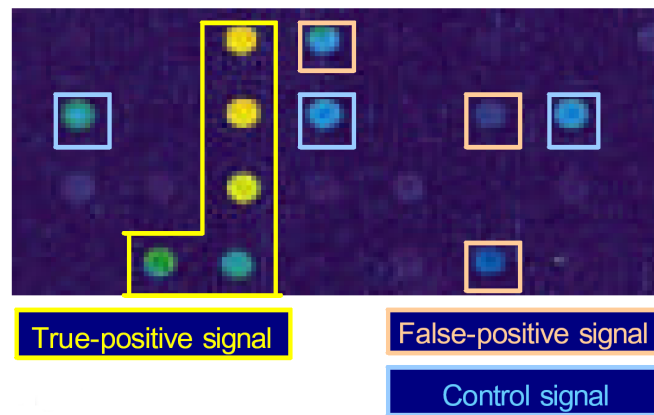 True-positive signal
False-positive signal
Control signal